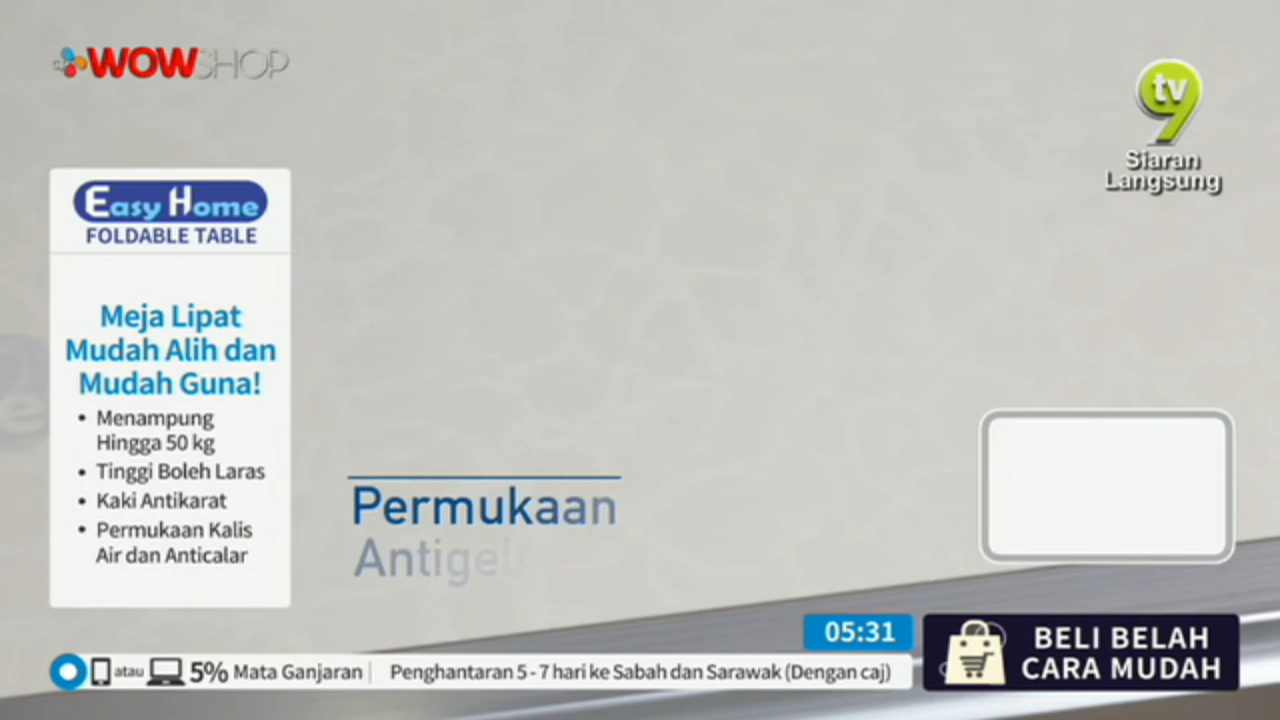 WOWSHOP
tv9
Siaran
Langsung
Easy Home
FOLDABLE TABLE
Meja Lipat
Mudah Alih dan
Mudah Guna!
• Menampung
Hingga 50 kg
• Tinggi Boleh Laras
• Kaki Antikarat
• Permukaan Kalis
Air dan Anticalar
Permukaan
05:31
BELI BELAH
CARA MUDAH
atau 5% Mata Ganjaran | Penghantaran 5 - 7 hari ke Sabah dan Sarawak (Dengan caj)